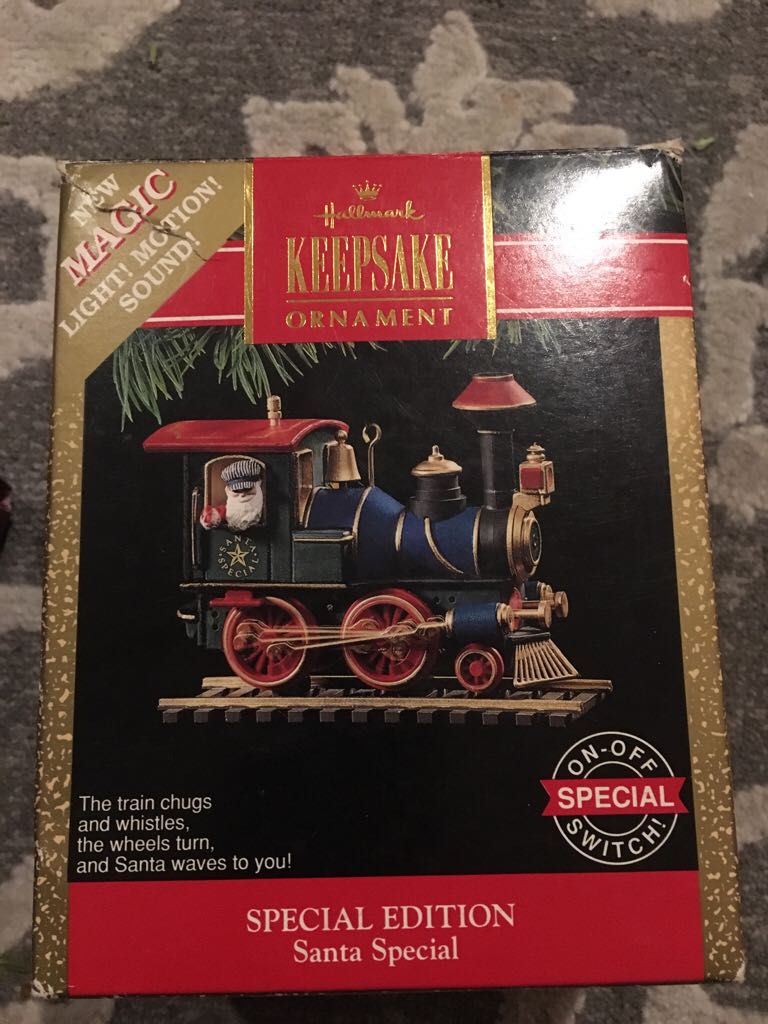 NEW
MAGIC
LIGHT! MOTION!
SOUND!
Hallmark
KEEPSAKE
ORNAMENT
SANTA
SPECIAL
The train chugs
and whistles,
the wheels turn,
and Santa waves to you!
ON-OFF
SPECIAL
SWITCH!
SPECIAL EDITION
Santa Special